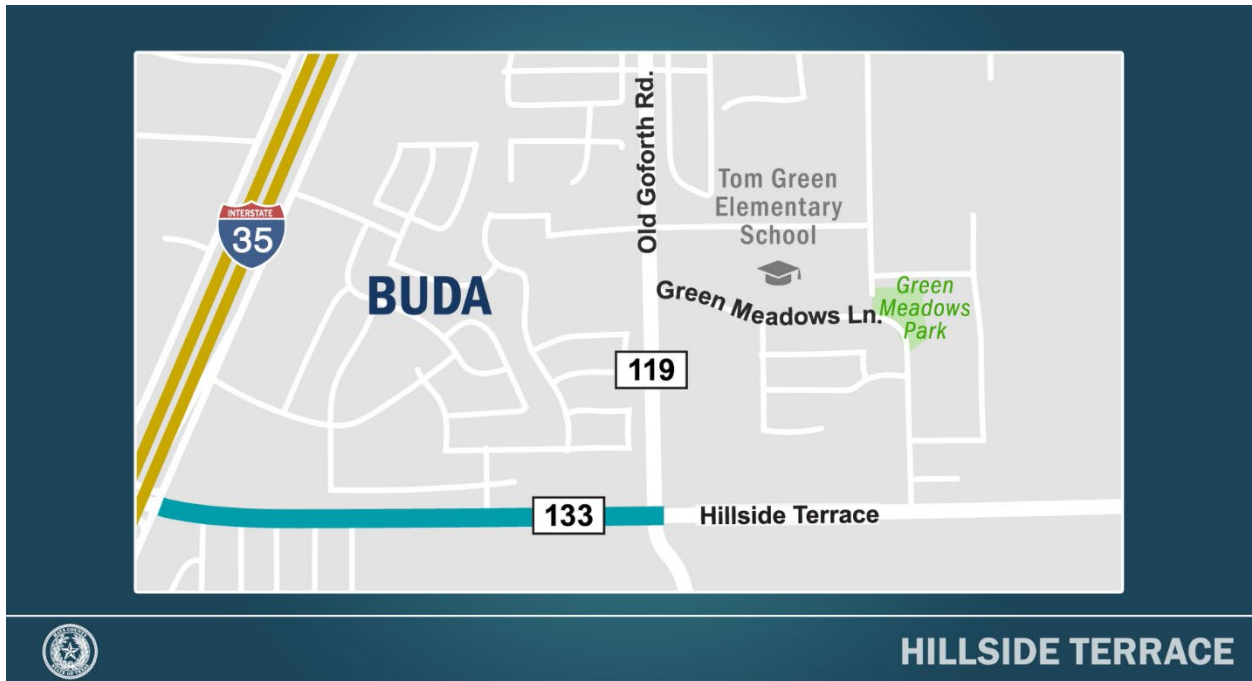 Old Goforth Rd.
Tom Green
Elementary
School
INTERSTATE
35
BUDA
Green Meadows Ln.
Green
Meadows
Park
119
133
Hillside Terrace
HILLSIDE TERRACE